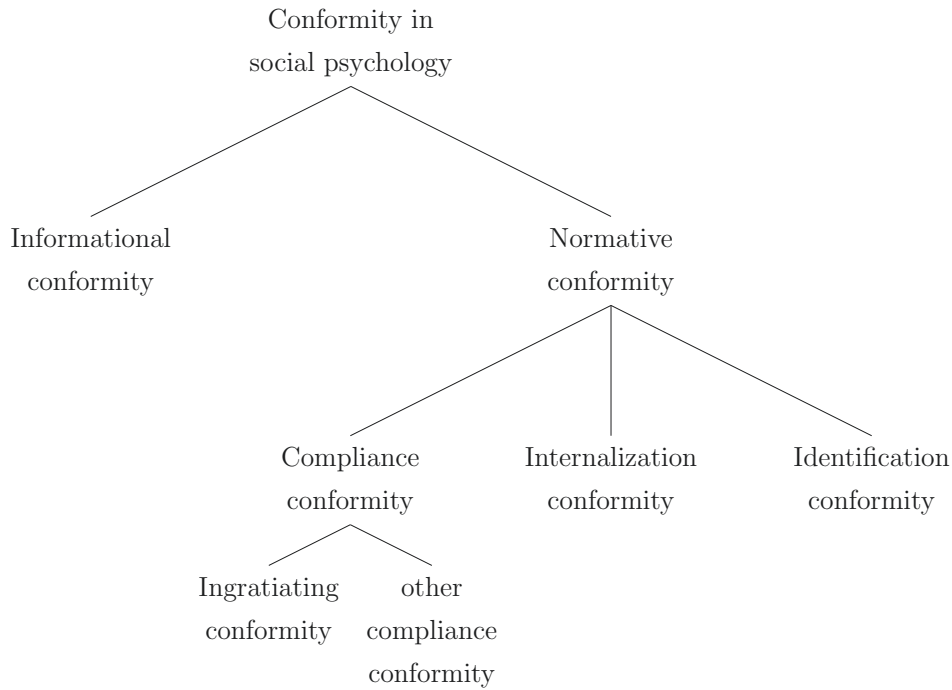 Conformity in
social psychology
Informational
conformity
Normative
conformity
Compliance
conformity
Internalization
conformity
Identification
conformity
Ingratiating
conformity
other
compliance
conformity